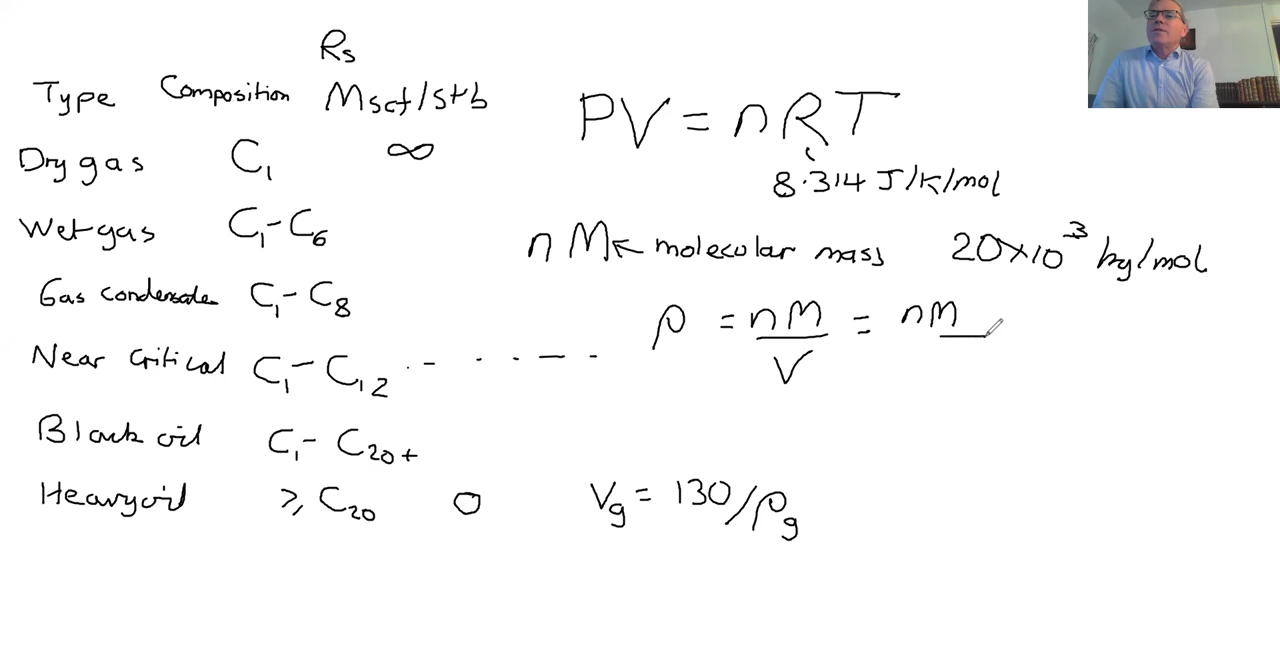 Rs
Type Composition Mscf/stb
Dry gas C₁ ∞
Wet gas C₁-C₆
Gas condensate C₁-C₈
Near critical C₁-C₁₂
Black oil C₁-C₂₀₊
Heavy oil ≥ C₂₀ 0
PV = nRT
8.314 J/K/mol
nM ← molecular mass 20×10⁻³ kg/mol
ρ = nM/V = nM
Vg = 130/ρg